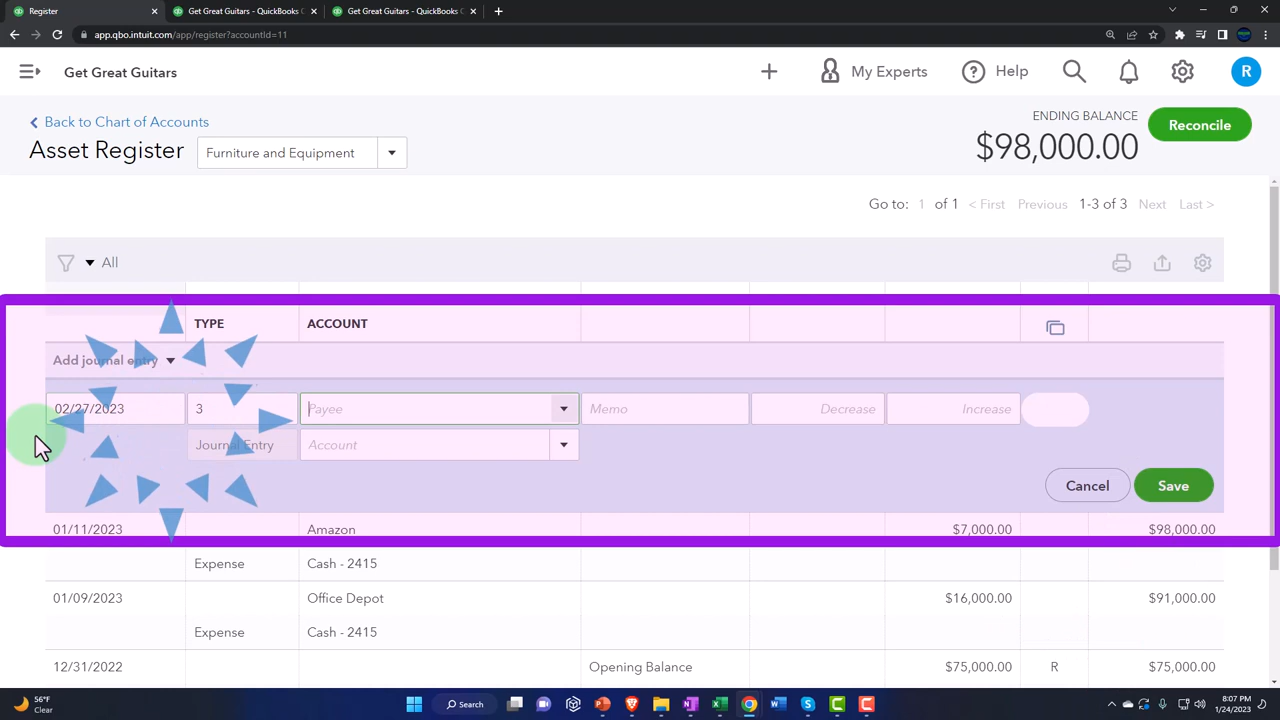 Register
Get Great Guitars - QuickBooks
Get Great Guitars - QuickBooks
app.qbo.intuit.com/app/register?accountId=11
Get Great Guitars
My Experts
Help
R
Back to Chart of Accounts
ENDING BALANCE
Reconcile
Asset Register
Furniture and Equipment
$98,000.00
Go to: 1 of 1 < First Previous 1-3 of 3 Next Last >
All
TYPE ACCOUNT
Add journal entry
02/27/2023 3 Payee Memo Decrease Increase
Journal Entry Account
Cancel Save
01/11/2023 Amazon $7,000.00 $98,000.00
Expense Cash - 2415
01/09/2023 Office Depot $16,000.00 $91,000.00
Expense Cash - 2415
12/31/2022 Opening Balance $75,000.00 R $75,000.00
56°F
Clear
Search
8:07 PM
1/24/2023